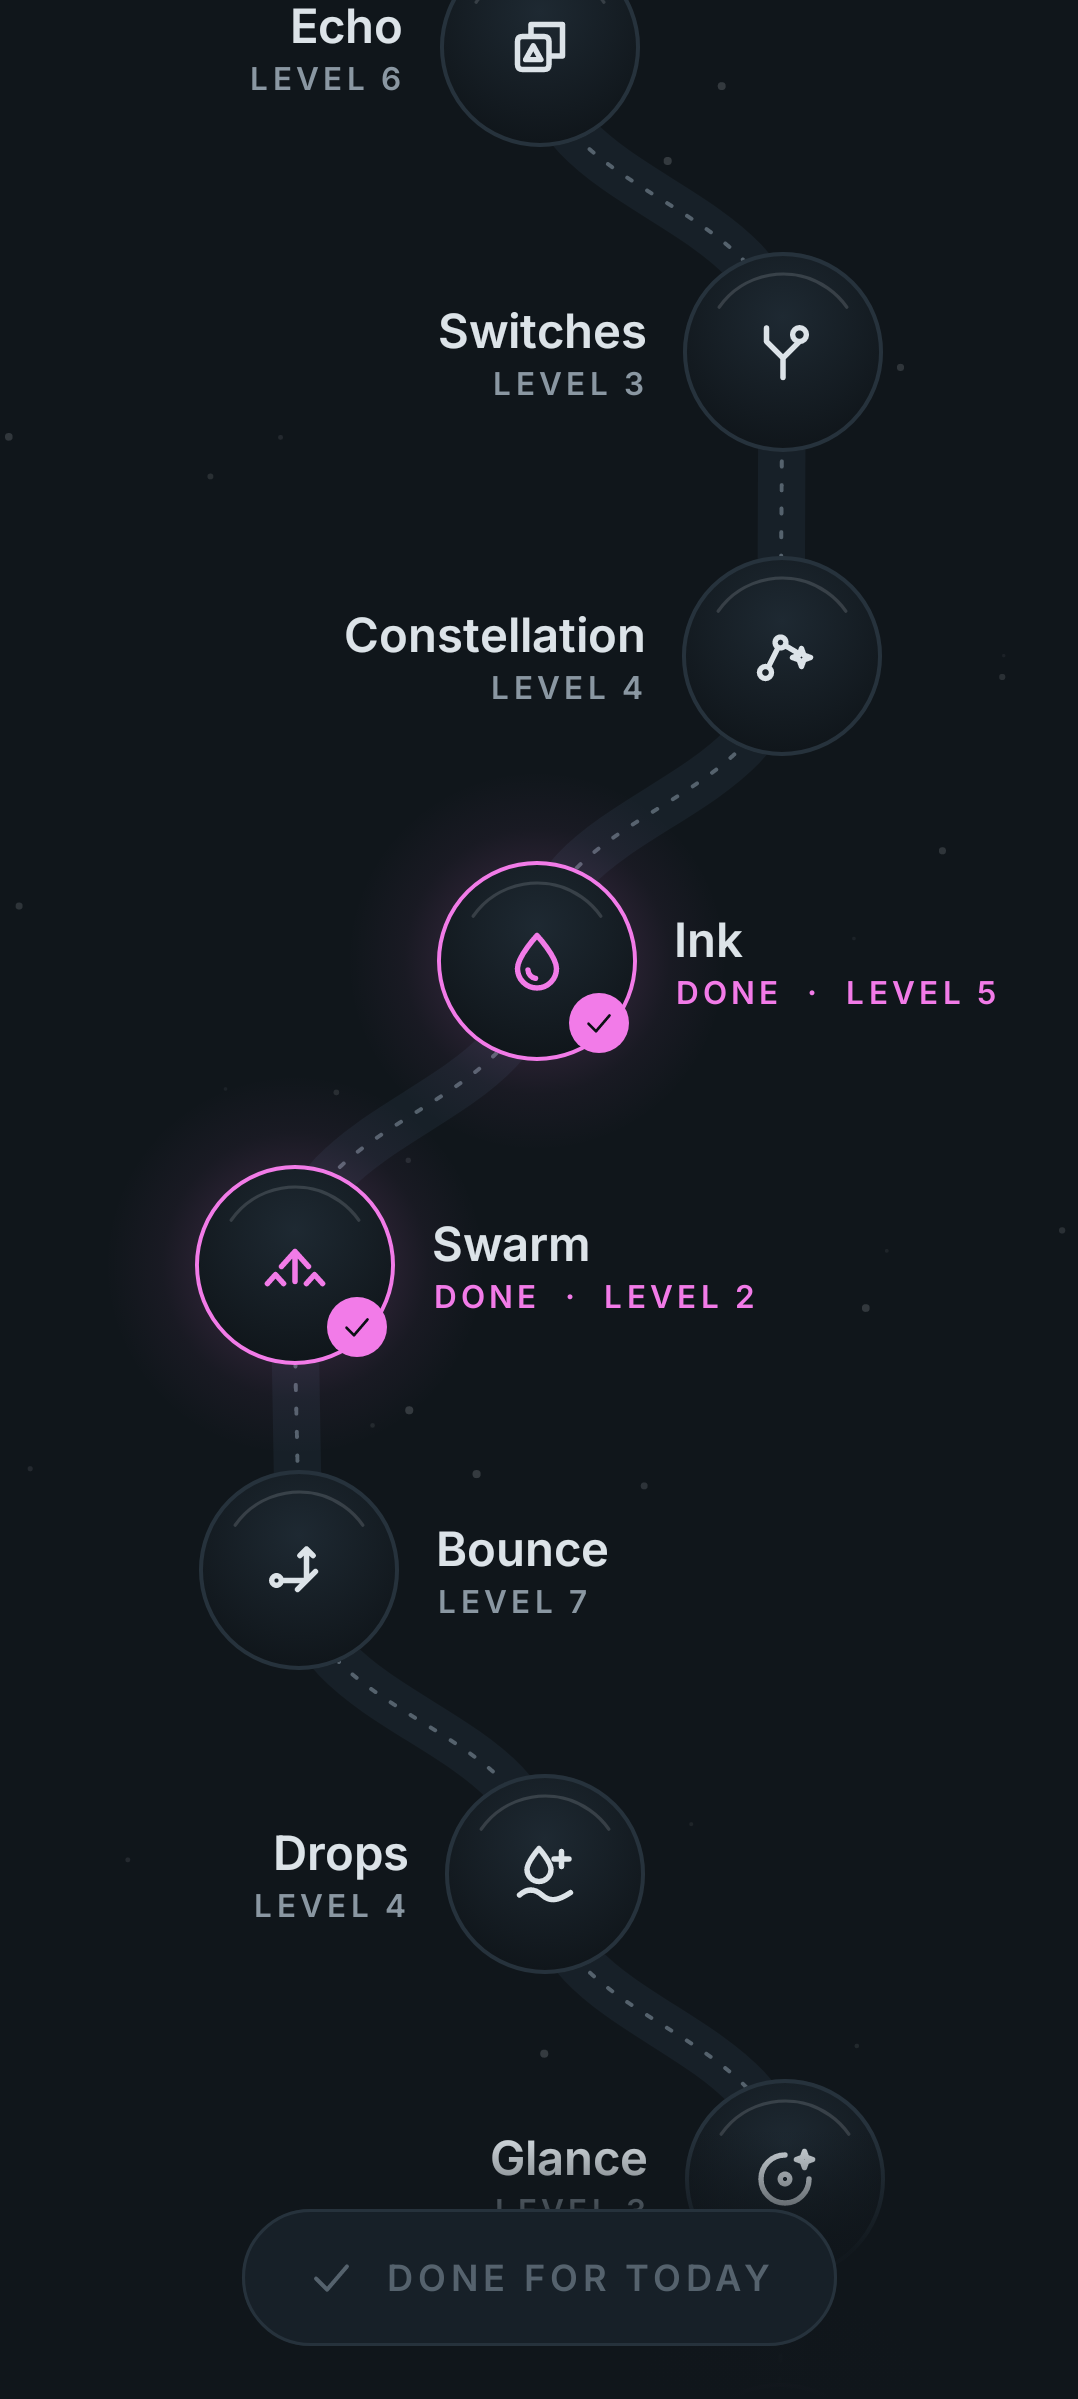 Echo
LEVEL 6
Switches
LEVEL 3
Constellation
LEVEL 4
Ink
DONE · LEVEL 5
Swarm
DONE · LEVEL 2
Bounce
LEVEL 7
Drops
LEVEL 4
Glance
LEVEL
DONE FOR TODAY